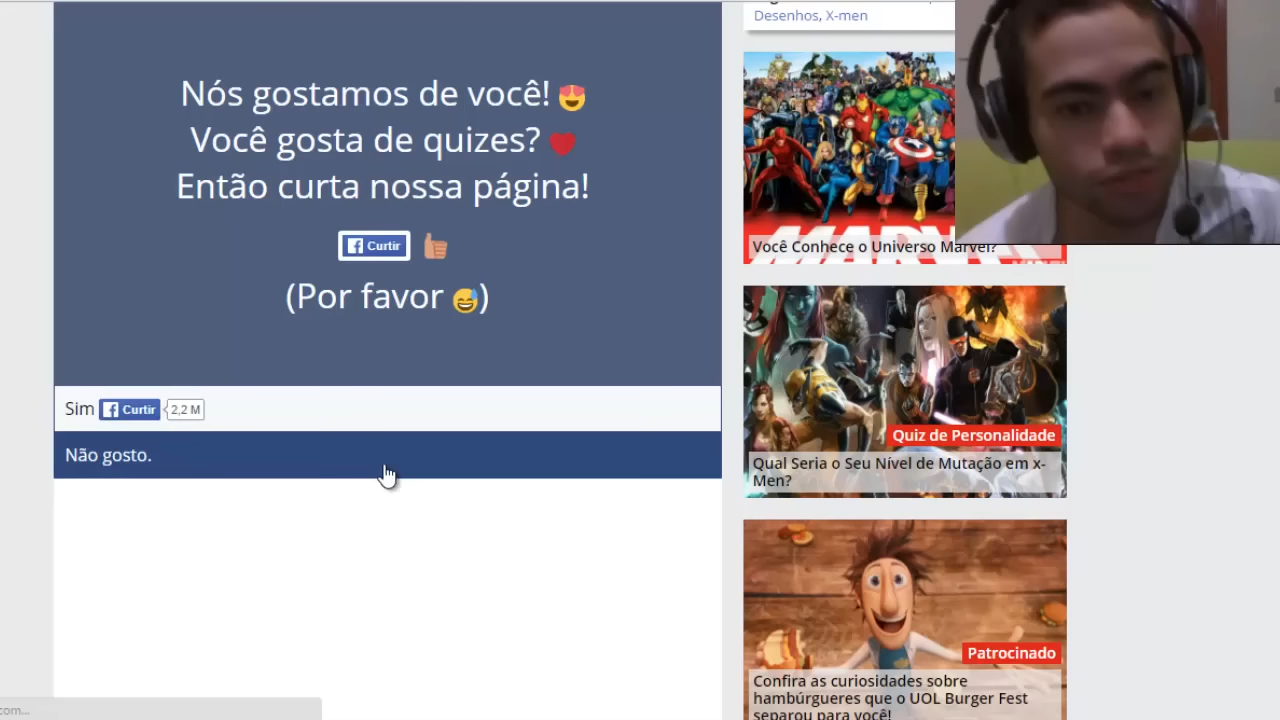 Desenhos, X-men
Nós gostamos de você!
Você gosta de quizes?
Então curta nossa página!
Curtir
(Por favor )
Sim Curtir 2,2 M
Não gosto.
Você Conhece o Universo Marvel?
Quiz de Personalidade
Qual Seria o Seu Nível de Mutação em x-
Men?
Patrocinado
Confira as curiosidades sobre
hambúrgueres que o UOL Burger Fest
separou para você!
com...